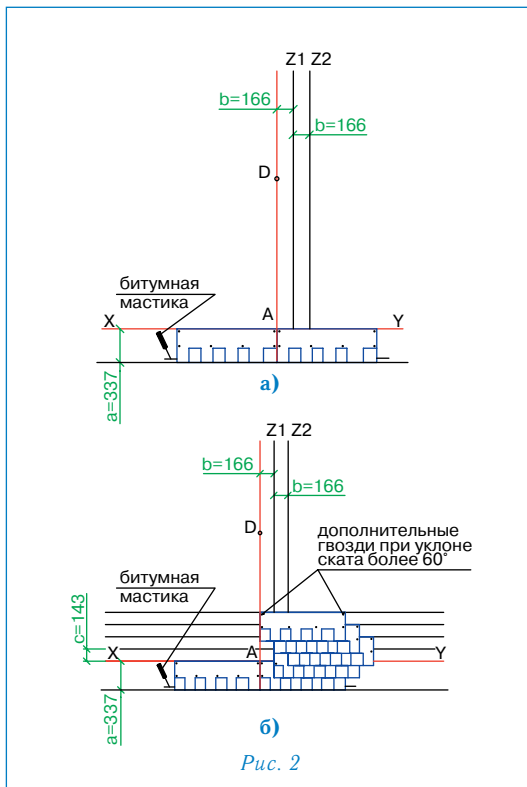 Z1 Z2
b=166
b=166
D
битумная
мастика
X
A
Y
a=337
а)
Z1 Z2
b=166
b=166
D
дополнительные
гвозди при уклоне
ската более 60°
битумная
мастика
c=143
X
A
Y
a=337
б)
Рис. 2